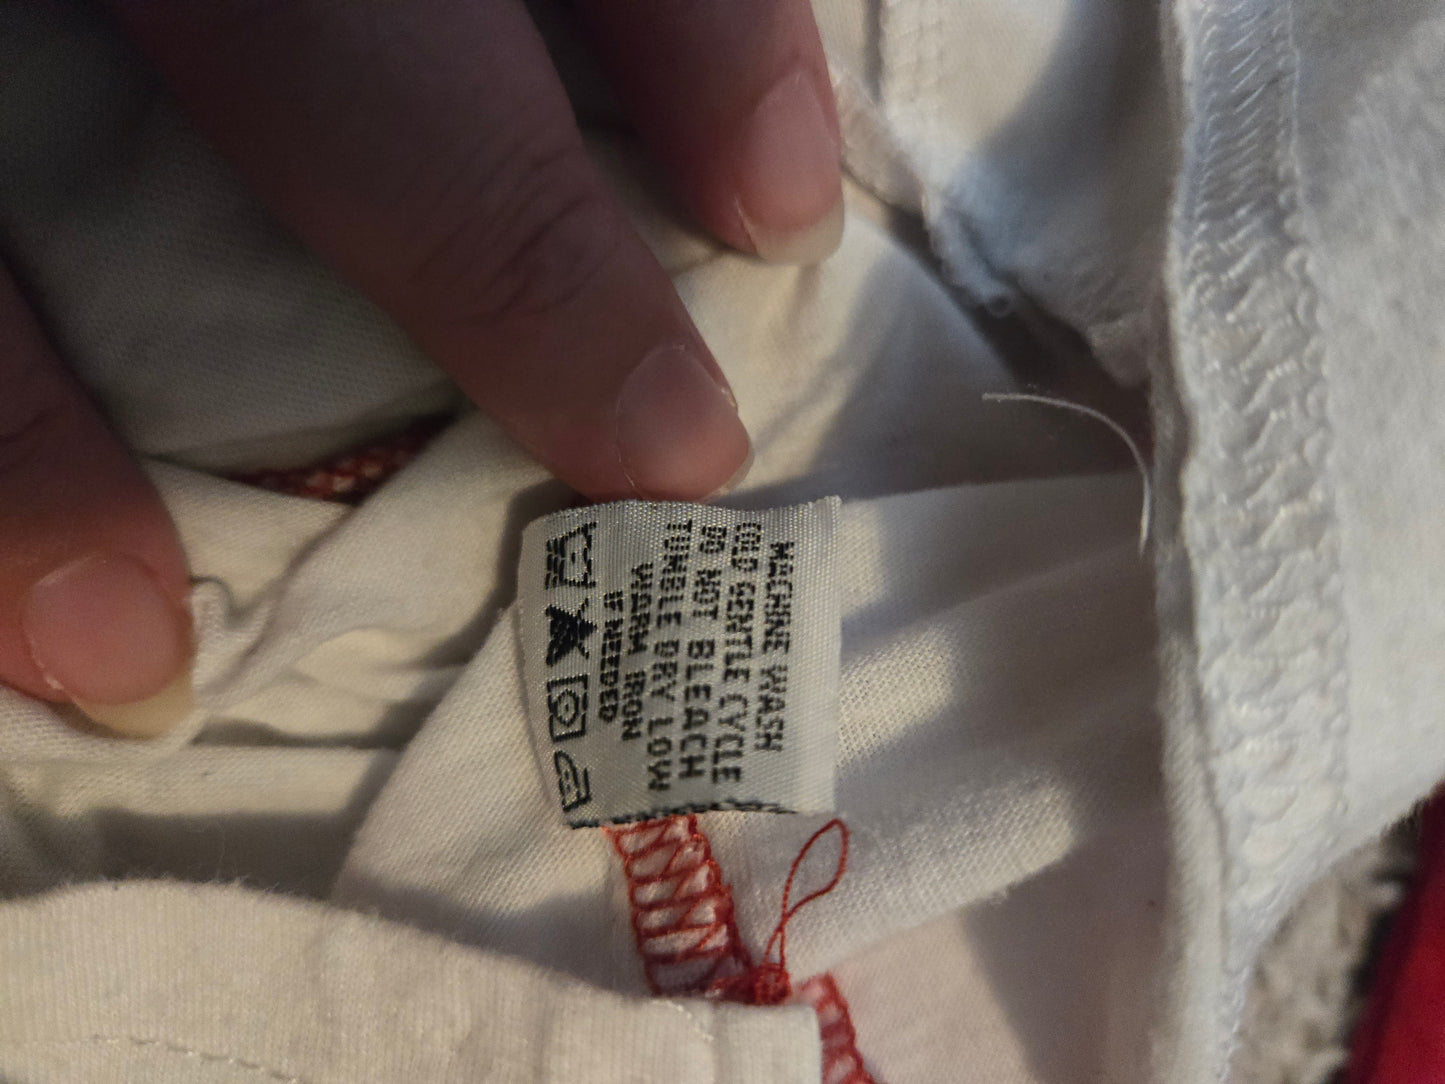 MACHINE WASH
COLD GENTLE CYCLE
DO NOT BLEACH
TUMBLE DRY LOW
WARM IRON
IF NEEDED